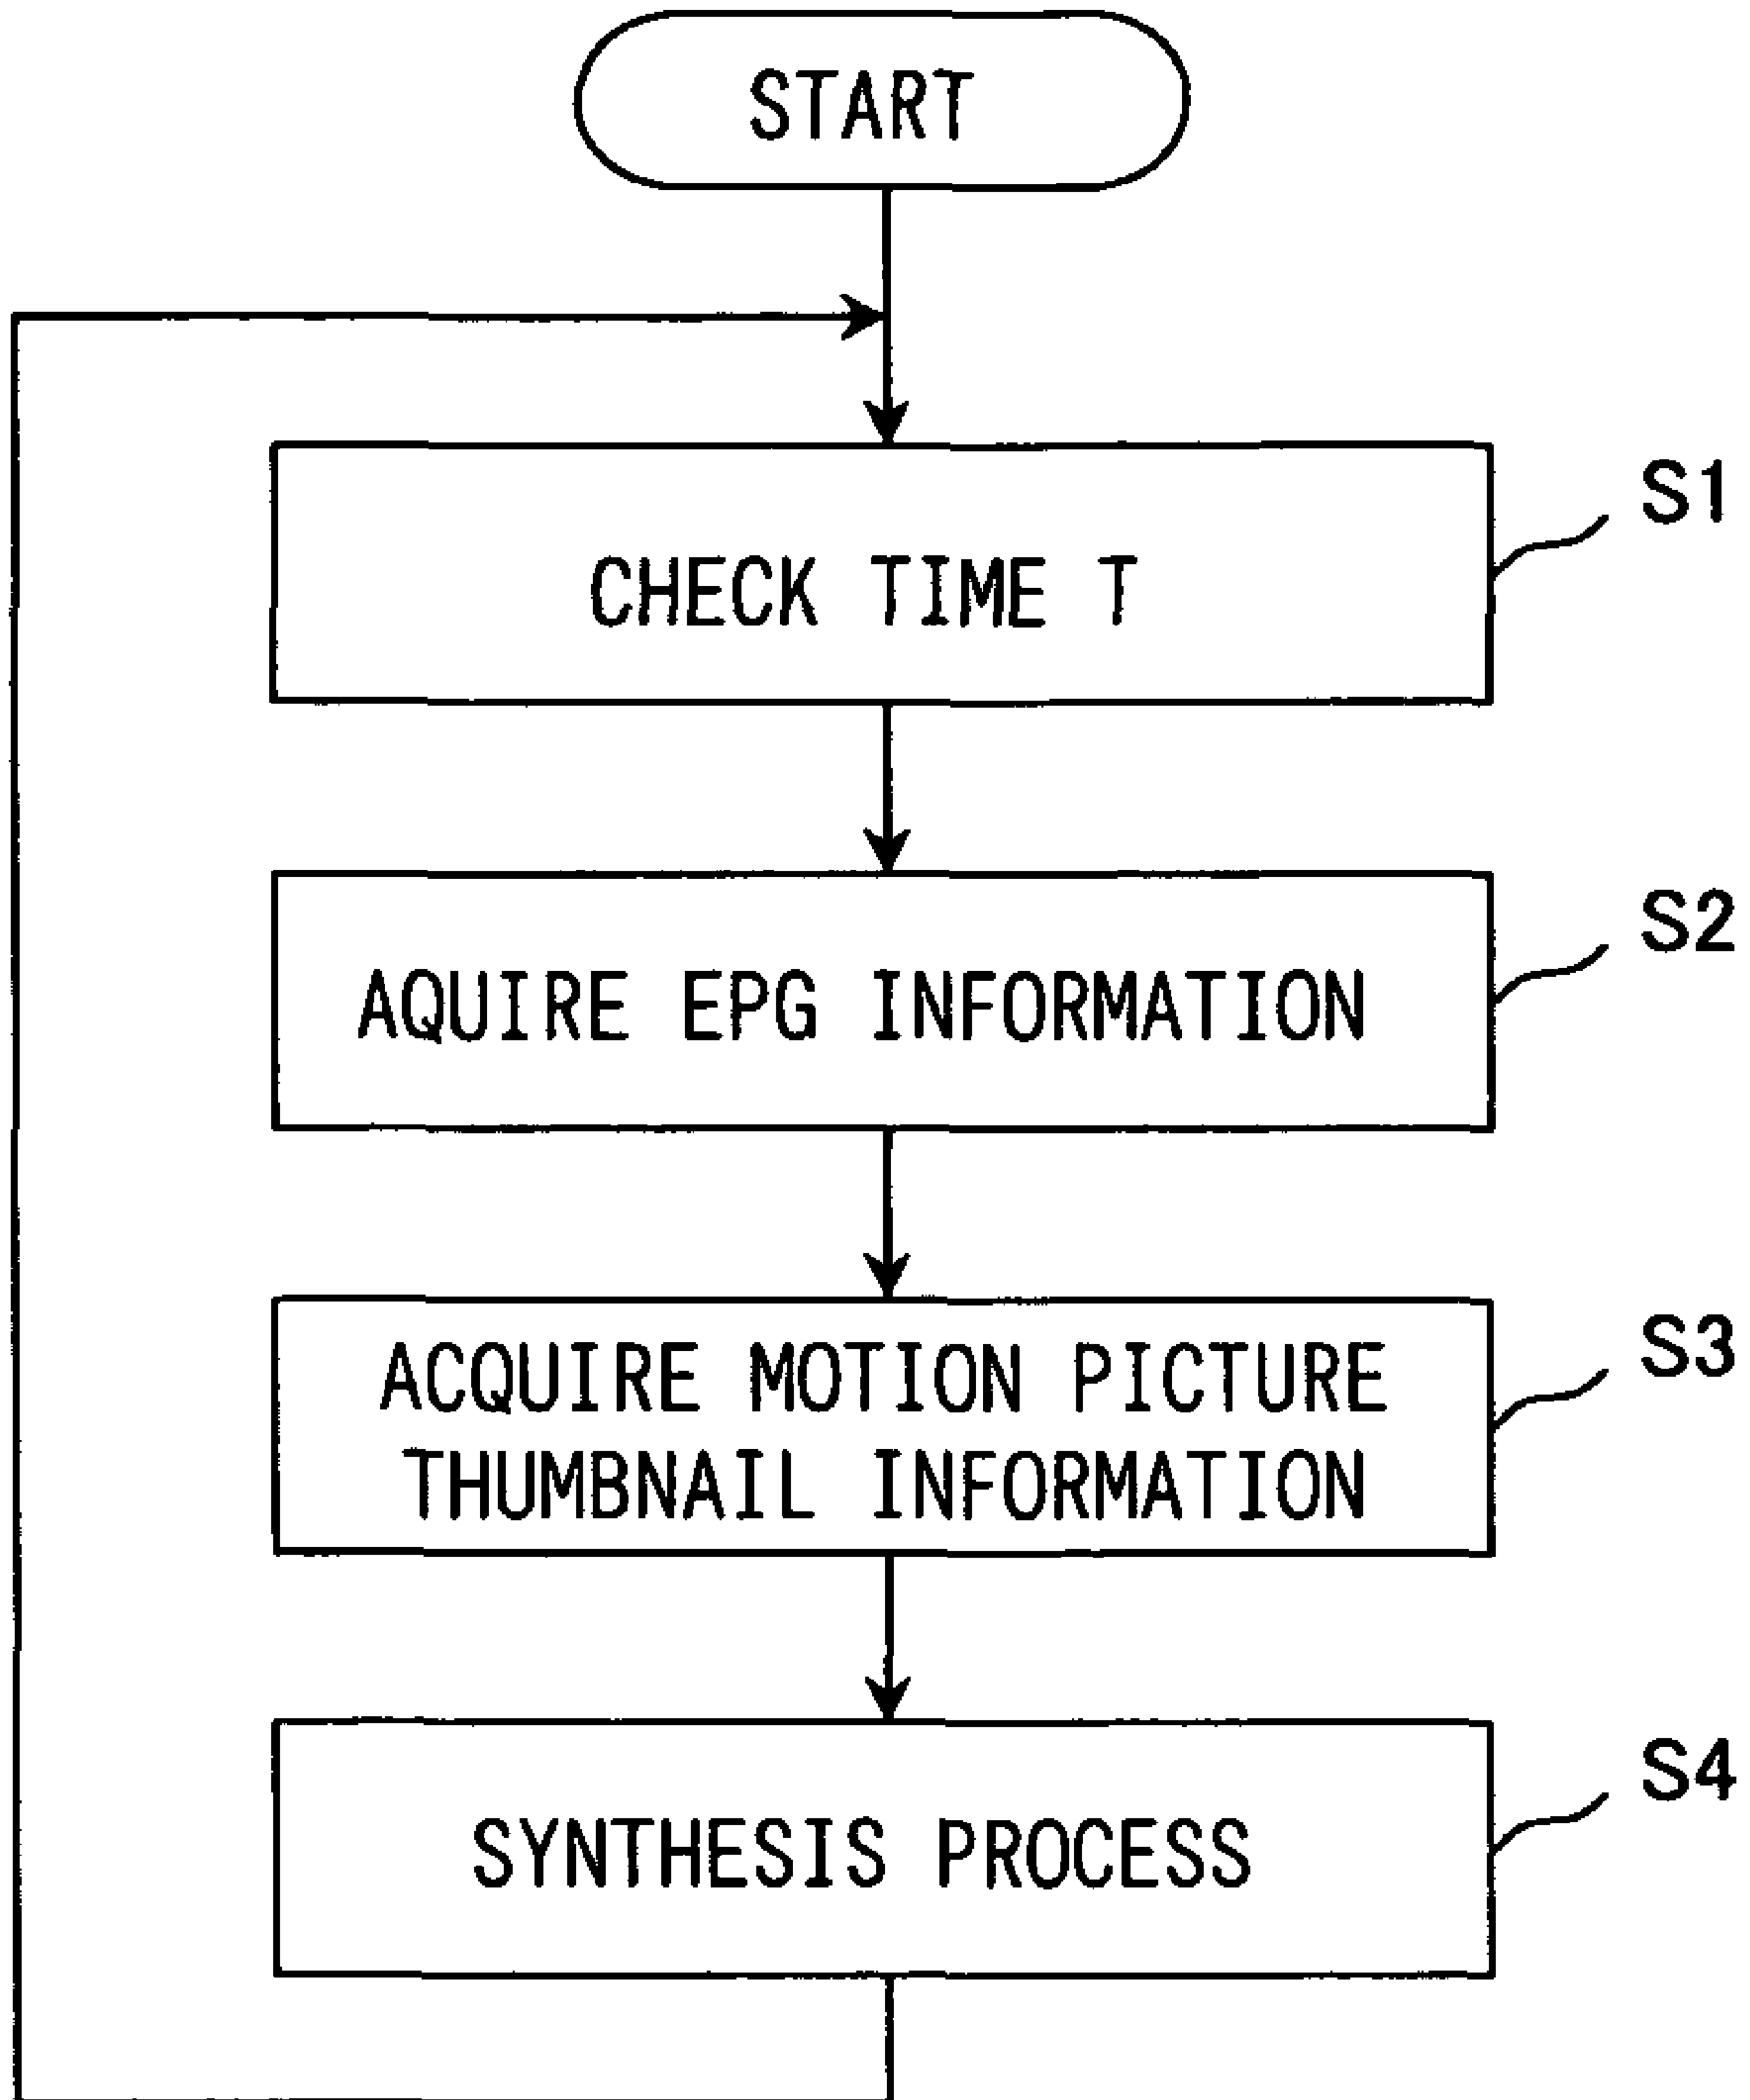 START
CHECK TIME T
S1
AQUIRE EPG INFORMATION
S2
ACQUIRE MOTION PICTURE
THUMBNAIL INFORMATION
S3
SYNTHESIS PROCESS
S4